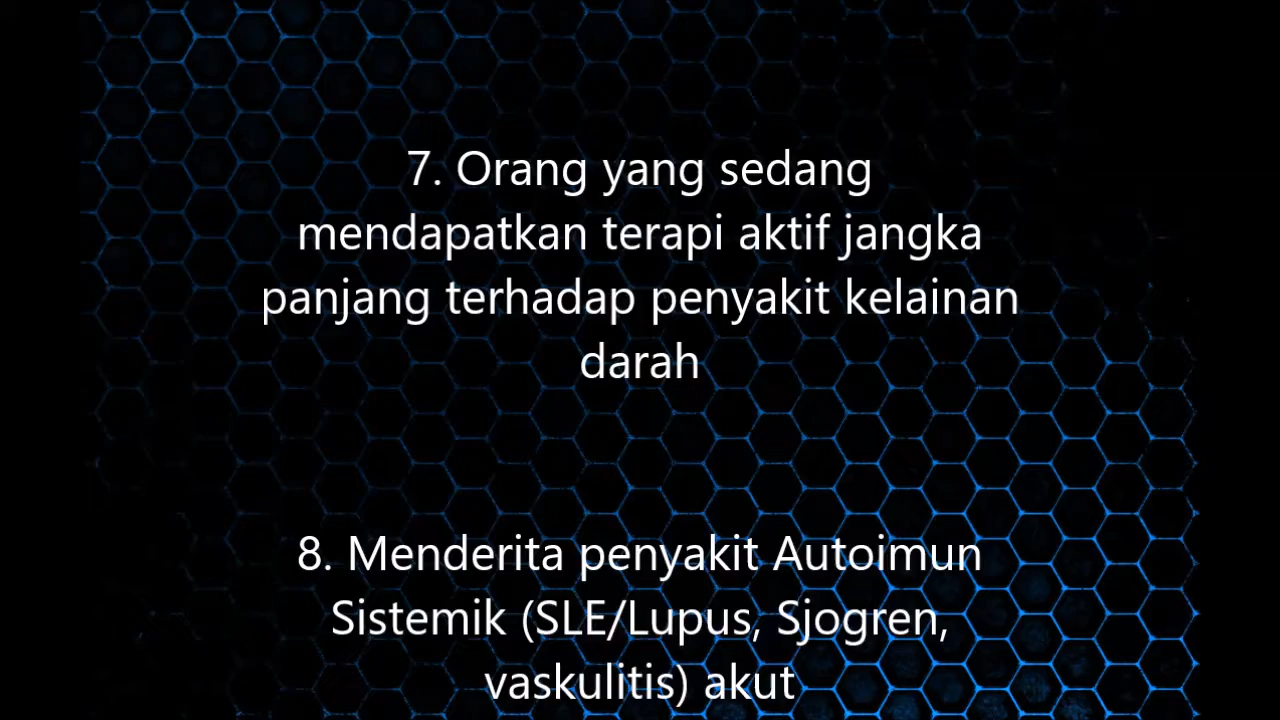 7. Orang yang sedang
mendapatkan terapi aktif jangka
panjang terhadap penyakit kelainan
darah
8. Menderita penyakit Autoimun
Sistemik (SLE/Lupus, Sjogren,
vaskulitis) akut